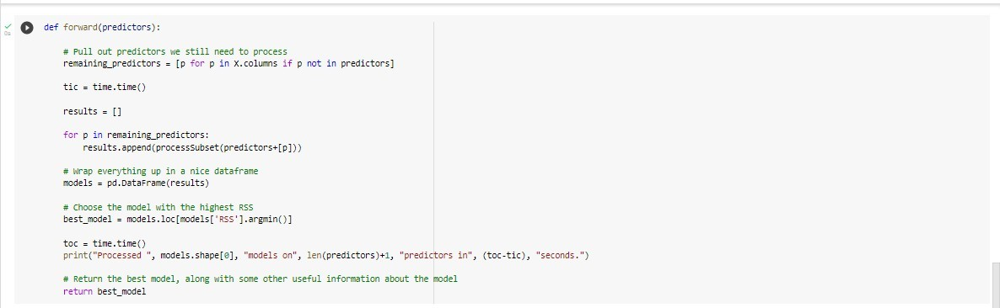 def forward(predictors):
# Pull out predictors we still need to process
remaining_predictors = [p for p in X.columns if p not in predictors]
tic = time.time()
results = []
for p in remaining_predictors:
results.append(processSubset(predictors+[p]))
# Wrap everything up in a nice dataframe
models = pd.DataFrame(results)
# Choose the model with the highest RSS
best_model = models.loc[models['RSS'].argmin()]
toc = time.time()
print("Processed ", models.shape[0], "models on", len(predictors)+1, "predictors in", (toc-tic), "seconds.")
# Return the best model, along with some other useful information about the model
return best_model